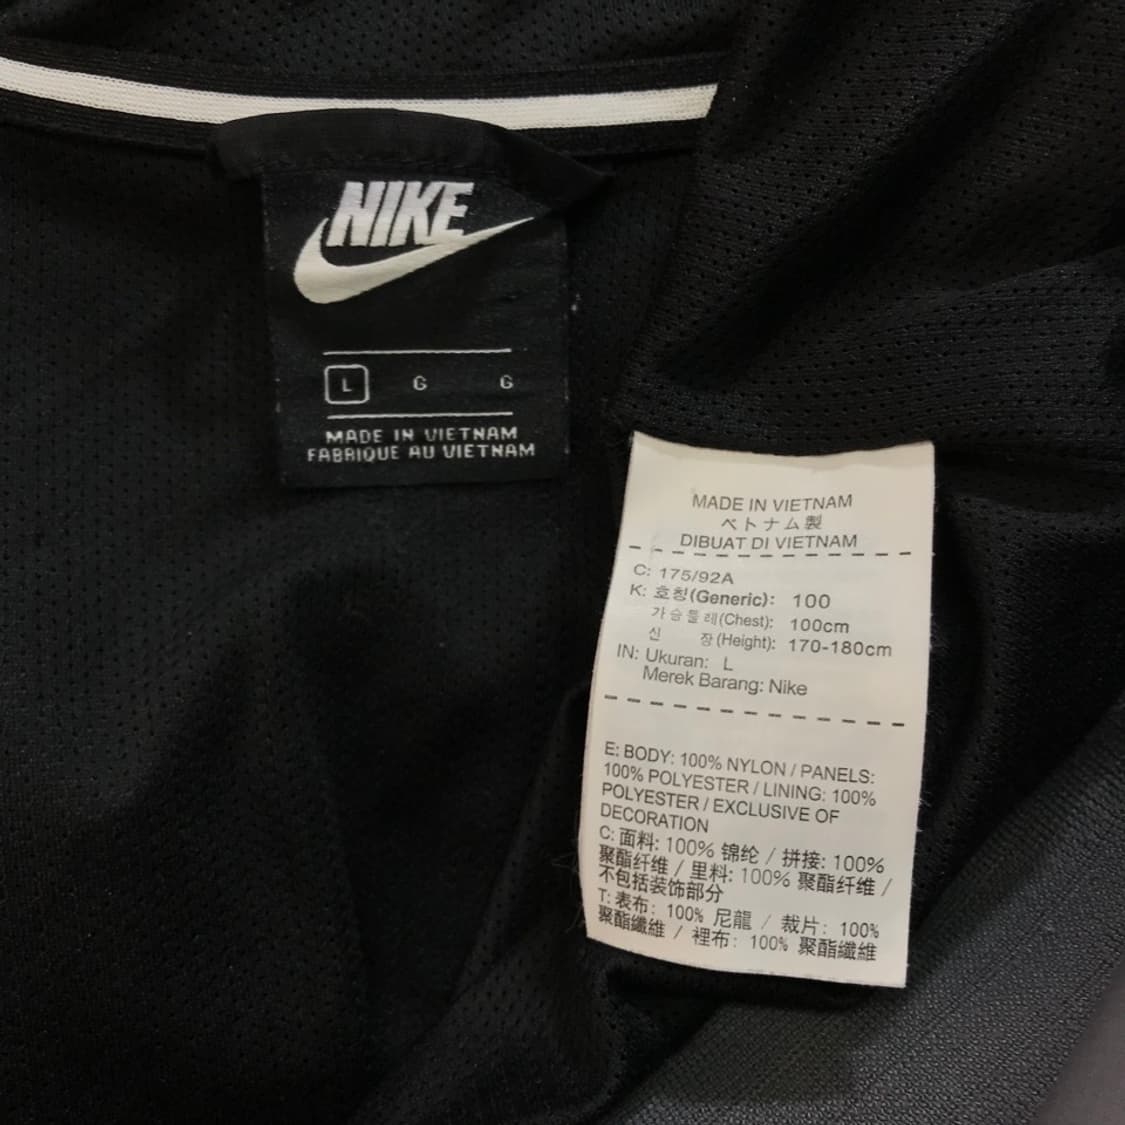 NIKE
L G G
MADE IN VIETNAM
FABRIQUE AU VIETNAM
MADE IN VIETNAM
ベトナム製
DIBUAT DI VIETNAM
C: 175/92A
K: 호칭(Generic): 100
가슴둘레(Chest): 100cm
신 장(Height): 170-180cm
IN: Ukuran: L
Merek Barang: Nike
E: BODY: 100% NYLON / PANELS:
100% POLYESTER / LINING: 100%
POLYESTER / EXCLUSIVE OF
DECORATION
C: 面料: 100% 锦纶 / 拼接: 100%
聚酯纤维 / 里料: 100% 聚酯纤维 /
不包括装饰部分
T: 表布: 100% 尼龍 / 裁片: 100%
聚酯纖維 / 裡布: 100% 聚酯纖維